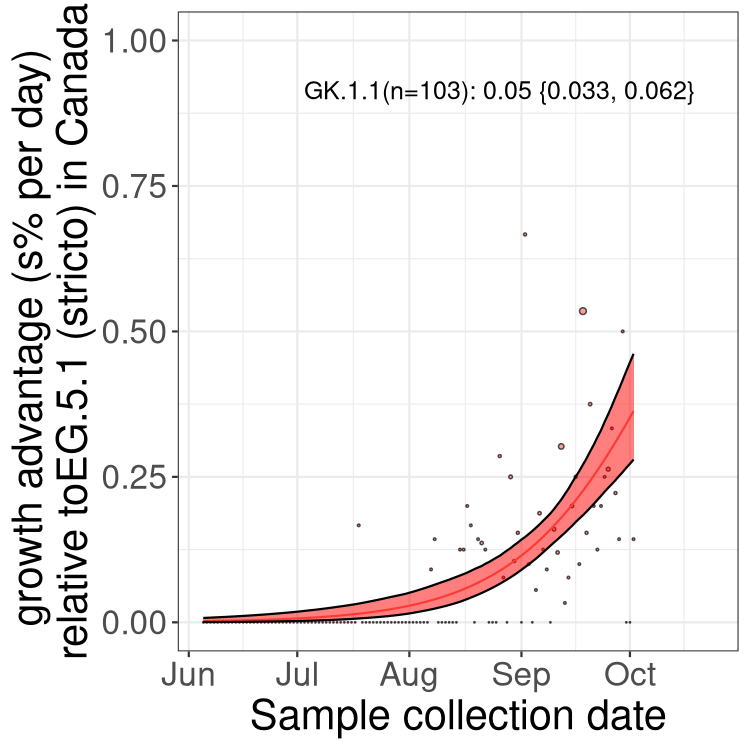 growth advantage (s% per day)
relative toEG.5.1 (stricto) in Canada
1.00
0.75
0.50
0.25
0.00
GK.1.1(n=103): 0.05 {0.033, 0.062}
Jun Jul Aug Sep Oct
Sample collection date